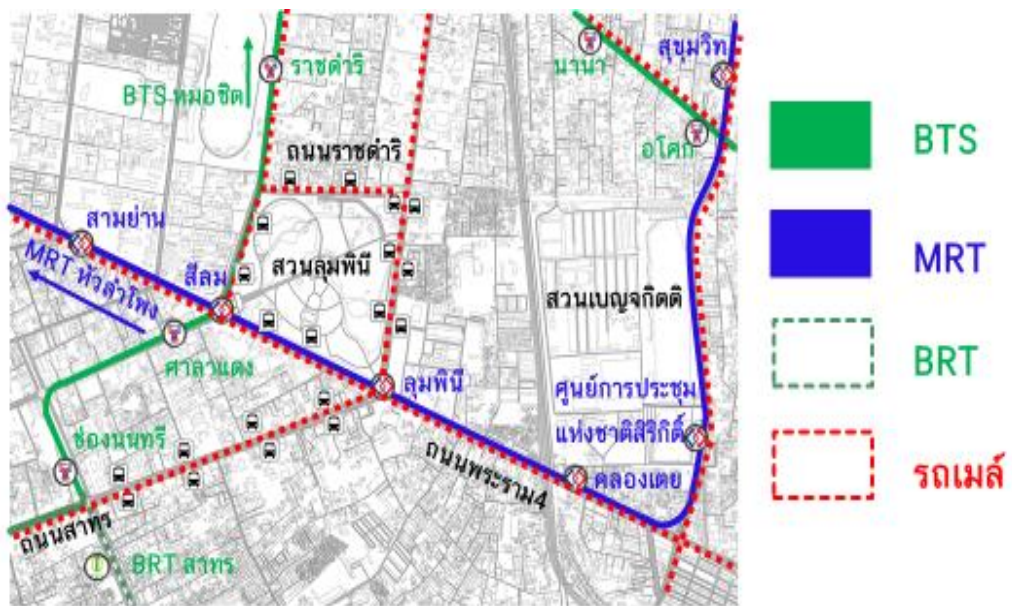 สุขุมวิท
นานา
ราชดำริ
BTS หมอชิต
อโศก
BTS
ถนนราชดำริ
สามย่าน
MRT หัวลำโพง
สีลม
สวนลุมพินี
MRT
สวนเบญจกิตติ
ศาลาแดง
ลุมพินี
ศูนย์การประชุม
แห่งชาติสิริกิติ์
BRT
ช่องนนทรี
ถนนพระราม4
คลองเตย
รถเมล์
ถนนสาทร
BRT สาทร